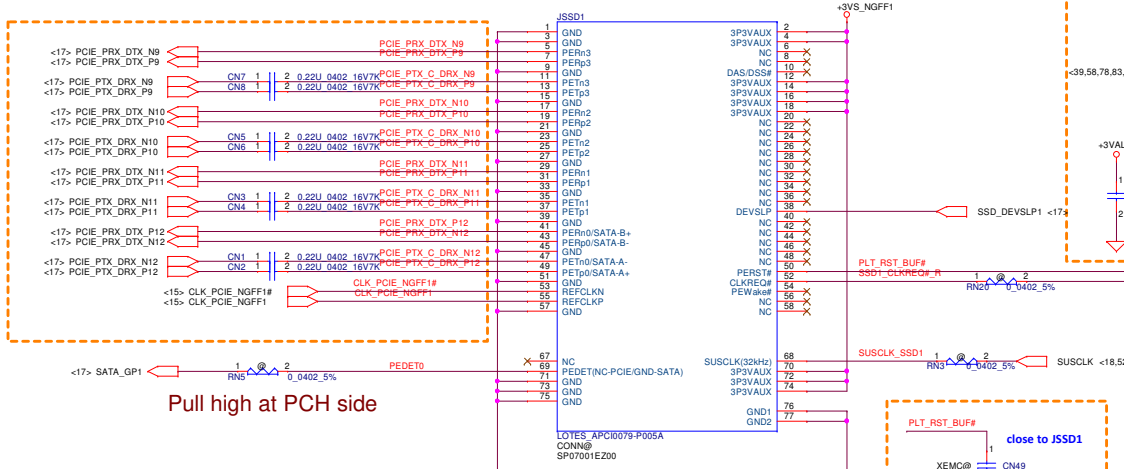 JSSD1
+3VS_NGFF1
1 GND 3P3VAUX 2
3 GND 3P3VAUX 4
<17> PCIE_PRX_DTX_N9 PCIE_PRX_DTX_N9 5 PERn3 NC 6
<17> PCIE_PRX_DTX_P9 PCIE_PRX_DTX_P9 7 PERp3 NC 8
9 GND DAS/DSS# 10
<17> PCIE_PTX_DRX_N9 CN7 1 2 0.22U_0402_16V7K PCIE_PTX_C_DRX_N9 11 PETn3 3P3VAUX 12
<17> PCIE_PTX_DRX_P9 CN8 1 2 0.22U_0402_16V7K PCIE_PTX_C_DRX_P9 13 PETp3 3P3VAUX 14
15 GND 3P3VAUX 16
<17> PCIE_PRX_DTX_N10 PCIE_PRX_DTX_N10 17 PERn2 3P3VAUX 18
<17> PCIE_PRX_DTX_P10 PCIE_PRX_DTX_P10 19 PERp2 NC 20
21 GND NC 22
<17> PCIE_PTX_DRX_N10 CN5 1 2 0.22U_0402_16V7K PCIE_PTX_C_DRX_N10 23 PETn2 NC 24
<17> PCIE_PTX_DRX_P10 CN6 1 2 0.22U_0402_16V7K PCIE_PTX_C_DRX_P10 25 PETp2 NC 26
27 GND NC 28
<17> PCIE_PRX_DTX_N11 PCIE_PRX_DTX_N11 29 PERn1 NC 30
<17> PCIE_PRX_DTX_P11 PCIE_PRX_DTX_P11 31 PERp1 NC 32
33 GND NC 34
<17> PCIE_PTX_DRX_N11 CN3 1 2 0.22U_0402_16V7K PCIE_PTX_C_DRX_N11 35 PETn1 NC 36
<17> PCIE_PTX_DRX_P11 CN4 1 2 0.22U_0402_16V7K PCIE_PTX_C_DRX_P11 37 PETp1 DEVSLP 38 SSD_DEVSLP1 <17>
39 GND NC 40
<17> PCIE_PRX_DTX_P12 PCIE_PRX_DTX_P12 41 PERn0/SATA-B+ NC 42
<17> PCIE_PRX_DTX_N12 PCIE_PRX_DTX_N12 43 PERp0/SATA-B- NC 44
45 GND NC 46
<17> PCIE_PTX_DRX_N12 CN1 1 2 0.22U_0402_16V7K PCIE_PTX_C_DRX_N12 47 PETn0/SATA-A- NC 48
<17> PCIE_PTX_DRX_P12 CN2 1 2 0.22U_0402_16V7K PCIE_PTX_C_DRX_P12 49 PETp0/SATA-A+ PERST# 50 PLT_RST_BUF#
51 GND CLKREQ# 52 SSD1_CLKREQ#_R 1 @ 2
RN20 0_0402_5%
<15> CLK_PCIE_NGFF1# CLK_PCIE_NGFF1# 53 REFCLKN PEWake# 54
<15> CLK_PCIE_NGFF1 CLK_PCIE_NGFF1 55 REFCLKP NC 56
57 GND NC 58
67 NC SUSCLK(32kHz) 68 SUSCLK_SSD1 1 @ 2 SUSCLK <18,52
RN3 0_0402_5%
<17> SATA_GP1 1 @ 2 PEDET0 69 PEDET(NC-PCIE/GND-SATA) 3P3VAUX 70
RN5 0_0402_5%
71 GND 3P3VAUX 72
73 GND 3P3VAUX 74
75 GND
GND1 76
GND2 77
Pull high at PCH side
LOTES_APCI0079-P005A
CONN@
SP07001EZ00
<39,58,78,83,
+3VAL
1
2
PLT_RST_BUF#
close to JSSD1
1
XEMC@ CN49